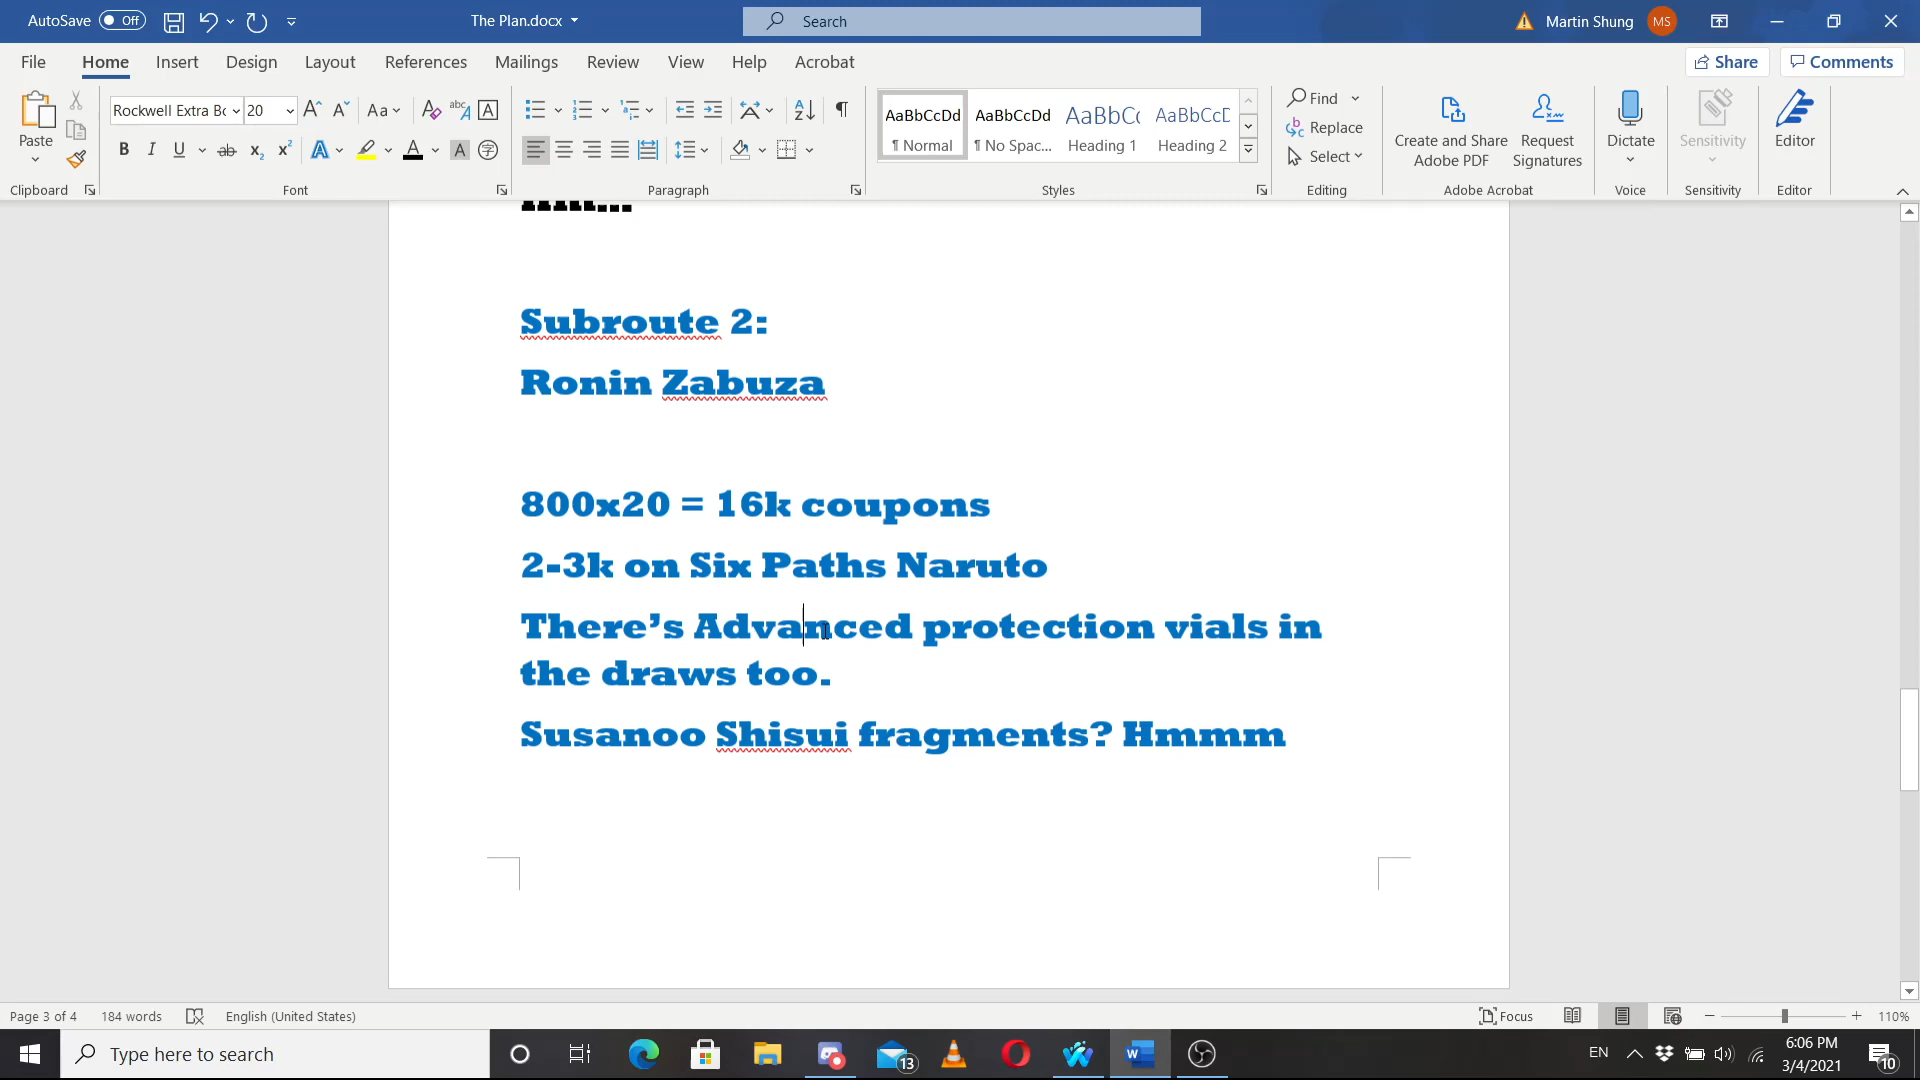 AutoSave Off The Plan.docx Search Martin Shung MS
File Home Insert Design Layout References Mailings Review View Help Acrobat Share Comments
Rockwell Extra Bc 20 Aa
AaBbCcDd AaBbCcDd AaBbCc AaBbCcD
¶ Normal ¶ No Spac... Heading 1 Heading 2
Find
Replace
Select
Paste
Create and Share Adobe PDF
Request Signatures
Dictate
Sensitivity
Editor
Clipboard Font Paragraph Styles Editing Adobe Acrobat Voice Sensitivity Editor
Subroute 2:
Ronin Zabuza
800x20 = 16k coupons
2-3k on Six Paths Naruto
There’s Advanced protection vials in
the draws too.
Susanoo Shisui fragments? Hmmm
Page 3 of 4 184 words English (United States) Focus 110%
Type here to search 13 EN 6:06 PM
3/4/2021 10